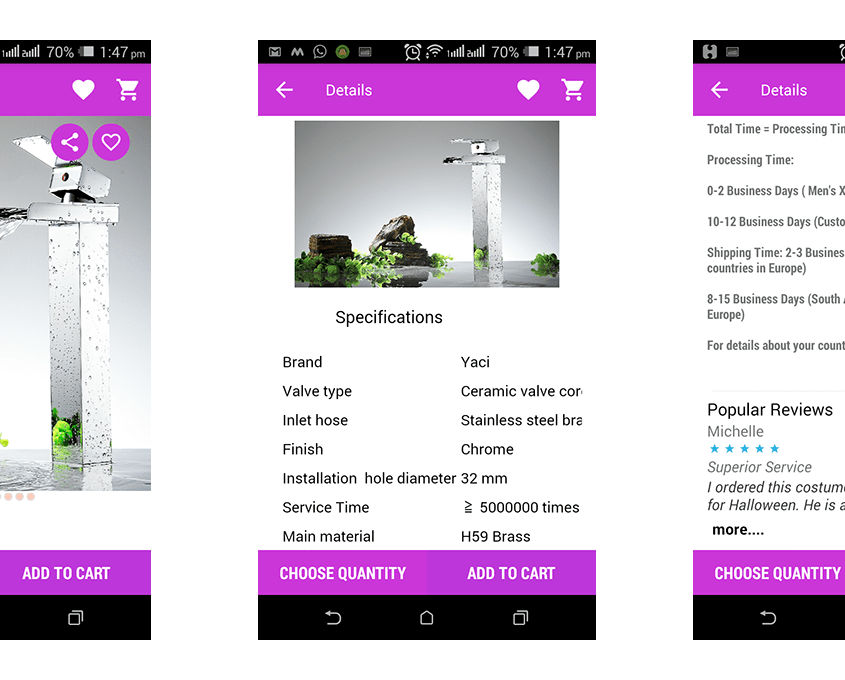 70% 1:47 pm
ADD TO CART
70% 1:47 pm
Details
Specifications
Brand Yaci
Valve type Ceramic valve cor
Inlet hose Stainless steel bra
Finish Chrome
Installation hole diameter 32 mm
Service Time ≧ 5000000 times
Main material H59 Brass
CHOOSE QUANTITY ADD TO CART
Details
Total Time = Processing Tim
Processing Time:
0-2 Business Days ( Men's X
10-12 Business Days (Custo
Shipping Time: 2-3 Busines
countries in Europe)
8-15 Business Days (South A
Europe)
For details about your count
Popular Reviews
Michelle
Superior Service
I ordered this costume
for Halloween. He is a
more....
CHOOSE QUANTITY